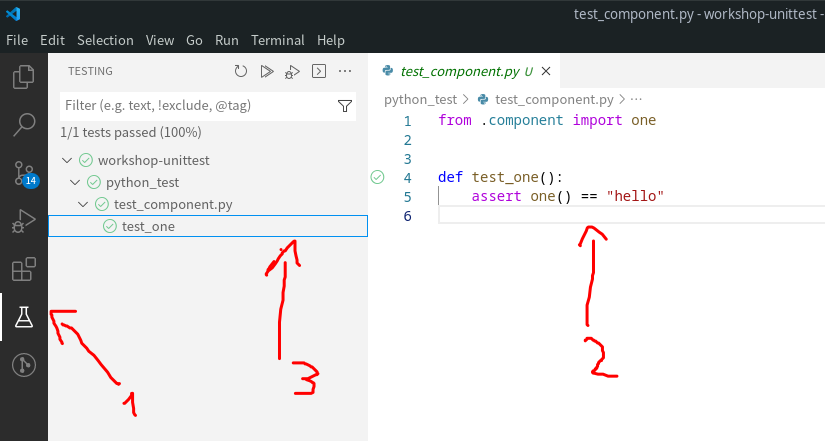 test_component.py - workshop-unittest -
File Edit Selection View Go Run Terminal Help
TESTING
Filter (e.g. text, !exclude, @tag)
1/1 tests passed (100%)
workshop-unittest
python_test
test_component.py
test_one
14
test_component.py U
python_test > test_component.py > ...
1 from .component import one
2
3
4 def test_one():
5 assert one() == "hello"
6
1
3
2